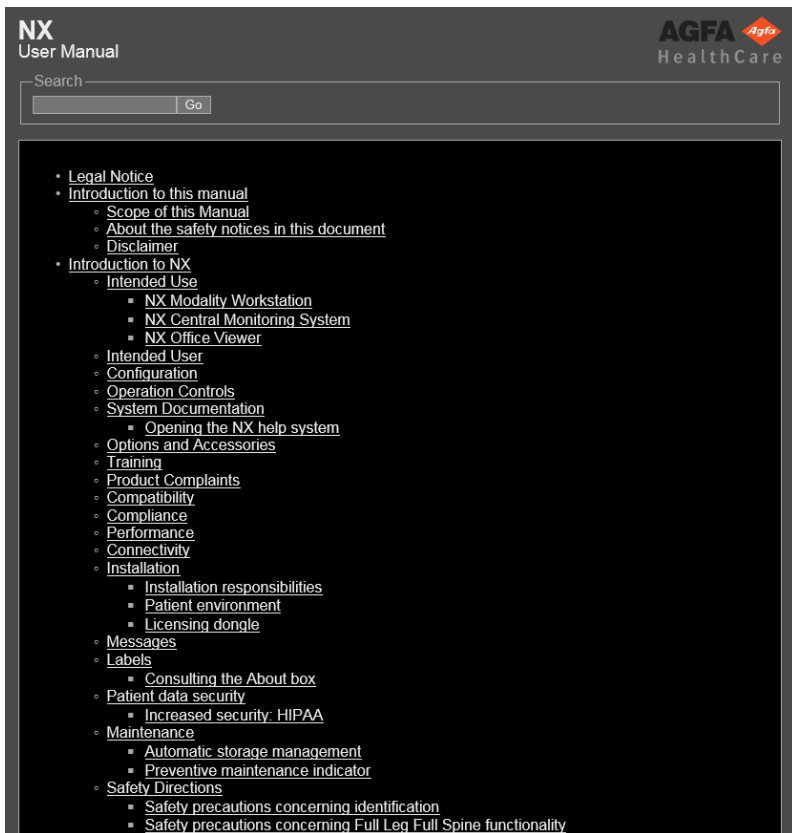 NX
User Manual
AGFA
Agfa
HealthCare
Search
Go
Legal Notice
Introduction to this manual
Scope of this Manual
About the safety notices in this document
Disclaimer
Introduction to NX
Intended Use
NX Modality Workstation
NX Central Monitoring System
NX Office Viewer
Intended User
Configuration
Operation Controls
System Documentation
Opening the NX help system
Options and Accessories
Training
Product Complaints
Compatibility
Compliance
Performance
Connectivity
Installation
Installation responsibilities
Patient environment
Licensing dongle
Messages
Labels
Consulting the About box
Patient data security
Increased security: HIPAA
Maintenance
Automatic storage management
Preventive maintenance indicator
Safety Directions
Safety precautions concerning identification
Safety precautions concerning Full Leg Full Spine functionality